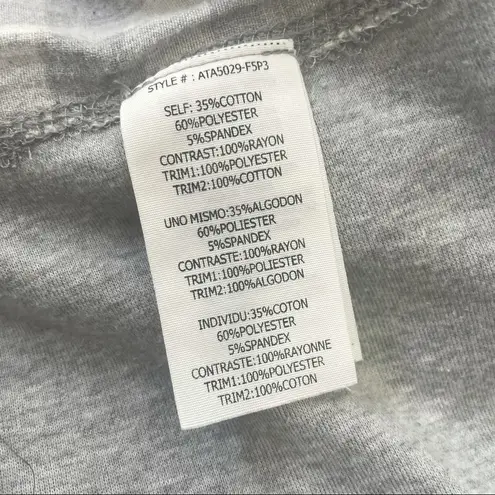 STYLE # : ATA5029-F5P3
SELF: 35%COTTON
60%POLYESTER
5%SPANDEX
CONTRAST:100%RAYON
TRIM1:100%POLYESTER
TRIM2:100%COTTON
UNO MISMO:35%ALGODON
60%POLIESTER
5%SPANDEX
CONTRASTE:100%RAYON
TRIM1:100%POLIESTER
TRIM2:100%ALGODON
INDIVIDU:35%COTON
60%POLYESTER
5%SPANDEX
CONTRASTE:100%RAYONNE
TRIM1:100%POLYESTER
TRIM2:100%COTON